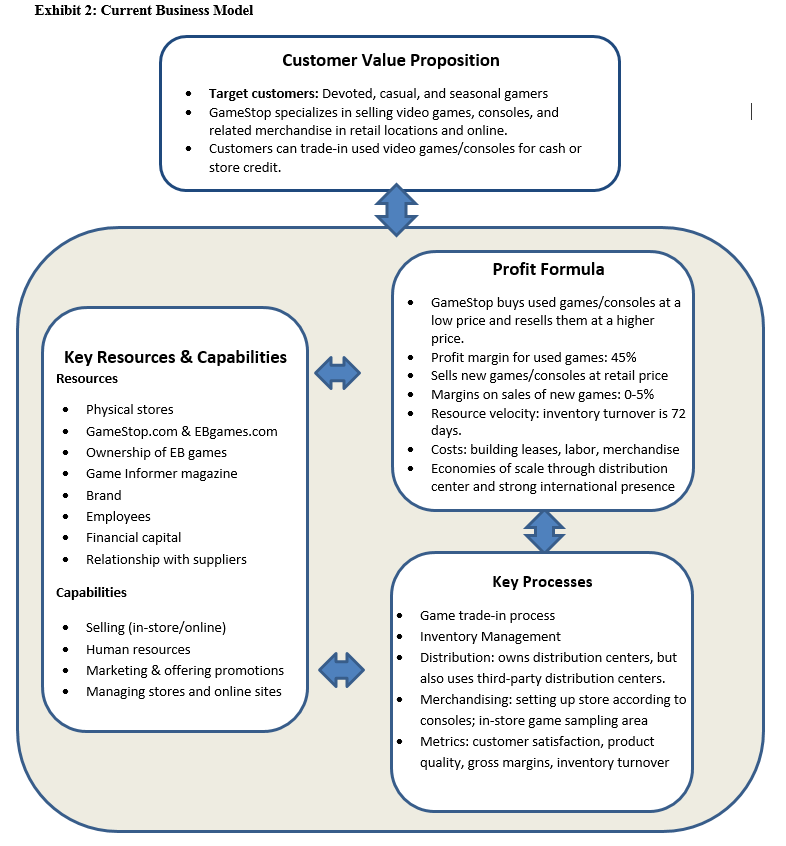 Exhibit 2: Current Business Model
Customer Value Proposition
• Target customers: Devoted, casual, and seasonal gamers
• GameStop specializes in selling video games, consoles, and
related merchandise in retail locations and online.
• Customers can trade-in used video games/consoles for cash or
store credit.
Key Resources & Capabilities
Resources
• Physical stores
• GameStop.com & EBgames.com
• Ownership of EB games
• Game Informer magazine
• Brand
• Employees
• Financial capital
• Relationship with suppliers
Capabilities
• Selling (in-store/online)
• Human resources
• Marketing & offering promotions
• Managing stores and online sites
Profit Formula
• GameStop buys used games/consoles at a
low price and resells them at a higher
price.
• Profit margin for used games: 45%
• Sells new games/consoles at retail price
• Margins on sales of new games: 0-5%
• Resource velocity: inventory turnover is 72
days.
• Costs: building leases, labor, merchandise
• Economies of scale through distribution
center and strong international presence
Key Processes
• Game trade-in process
• Inventory Management
• Distribution: owns distribution centers, but
also uses third-party distribution centers.
• Merchandising: setting up store according to
consoles; in-store game sampling area
• Metrics: customer satisfaction, product
quality, gross margins, inventory turnover